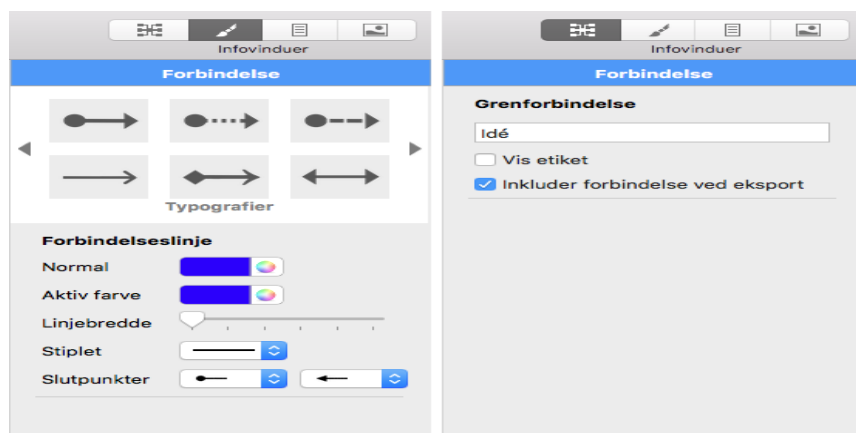 Infovinduer
Forbindelse
Typografier
Forbindelseslinje
Normal
Aktiv farve
Linjebredde
Stiplet
Slutpunkter
Infovinduer
Forbindelse
Grenforbindelse
Idé
Vis etiket
Inkluder forbindelse ved eksport